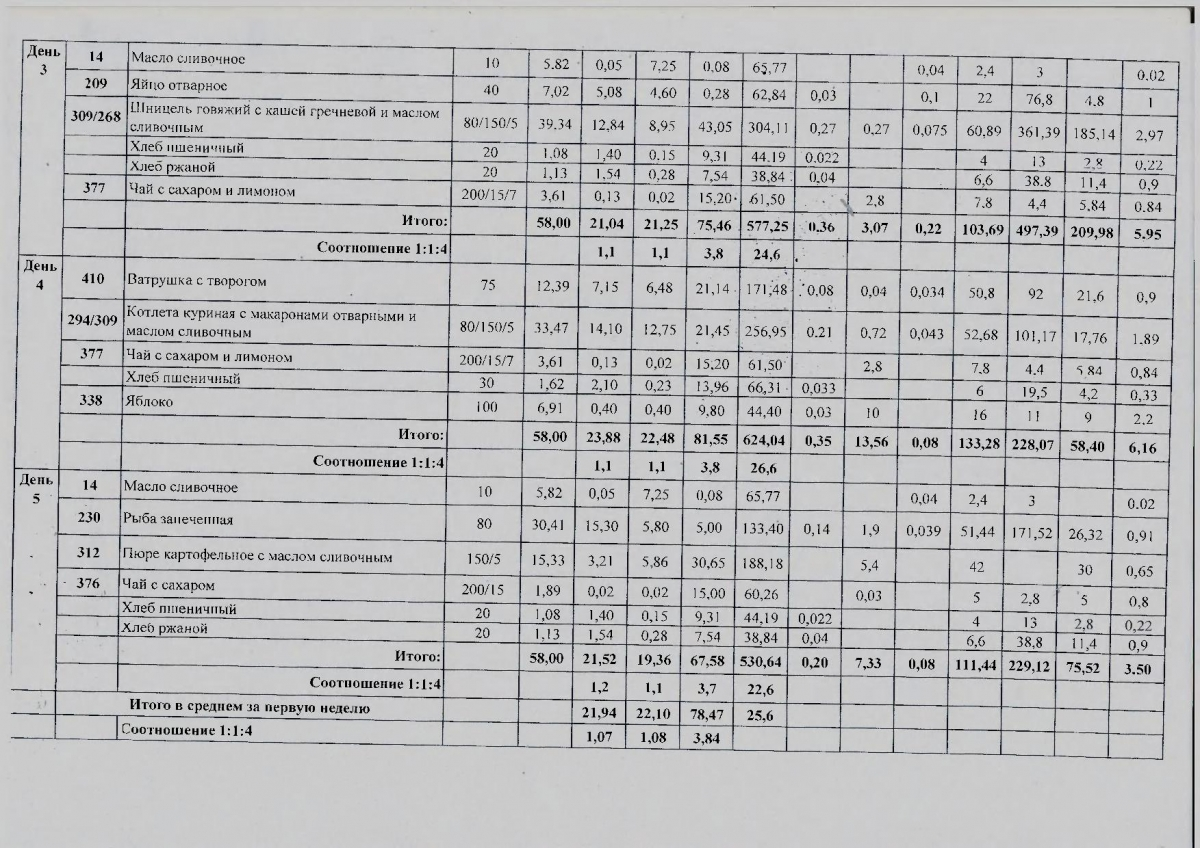 День 3 14 Масло сливочное 10 5.82 0,05 7,25 0,08 65,77 0,04 2,4 3 0.02
209 Яйцо отварное 40 7,02 5,08 4,60 0,28 62,84 0,03 0,1 22 76,8 4.8 1
309/268 Шницель говяжий с кашей гречневой и маслом
сливочным 80/150/5 39.34 12,84 8,95 43,05 304,11 0,27 0,27 0,075 60,89 361,39 185,14 2,97
Хлеб пшеничный 20 1,08 1,40 0.15 9,31 44.19 0.022 4 13 2,8 0,22
Хлеб ржаной 20 1,13 1,54 0,28 7,54 38,84 0,04 6,6 38.8 11,4 0,9
377 Чай с сахаром и лимоном 200/15/7 3,61 0,13 0,02 15,20 61,50 2,8 7.8 4,4 5,84 0.84
Итого: 58,00 21,04 21,25 75,46 577,25 0.36 3,07 0,22 103,69 497,39 209,98 5.95
Соотношение 1:1:4 1,1 1,1 3,8 24,6
День 4 410 Ватрушка с творогом 75 12,39 7,15 6,48 21,14 171,48 0,08 0,04 0,034 50,8 92 21,6 0,9
294/309 Котлета куриная с макаронами отварными и
маслом сливочным 80/150/5 33,47 14,10 12,75 21,45 256,95 0.21 0,72 0,043 52,68 101,17 17,76 1.89
377 Чай с сахаром и лимоном 200/15/7 3,61 0,13 0,02 15,20 61,50 2,8 7.8 4.4 5.84 0,84
Хлеб пшеничный 30 1,62 2,10 0,23 13,96 66,31 0,033 6 19,5 4,2 0,33
338 Яблоко 100 6,91 0,40 0,40 9,80 44,40 0,03 10 16 11 9 2,2
Итого: 58,00 23,88 22,48 81,55 624,04 0,35 13,56 0,08 133,28 228,07 58,40 6,16
Соотношение 1:1:4 1,1 1,1 3,8 26,6
День 5 14 Масло сливочное 10 5,82 0,05 7,25 0,08 65,77 0,04 2,4 3 0.02
230 Рыба запеченная 80 30,41 15,30 5,80 5,00 133,40 0,14 1,9 0,039 51,44 171,52 26,32 0,91
312 Пюре картофельное с маслом сливочным 150/5 15,33 3,21 5,86 30,65 188,18 5,4 42 30 0,65
376 Чай с сахаром 200/15 1,89 0,02 0,02 15,00 60,26 0,03 5 2,8 5 0,8
Хлеб пшеничный 20 1,08 1,40 0,15 9,31 44,19 0,022 4 13 2,8 0,22
Хлеб ржаной 20 1,13 1,54 0,28 7,54 38,84 0,04 6,6 38,8 11,4 0,9
Итого: 58,00 21,52 19,36 67,58 530,64 0,20 7,33 0,08 111,44 229,12 75,52 3.50
Соотношение 1:1:4 1,2 1,1 3,7 22,6
Итого в среднем за первую неделю 21,94 22,10 78,47 25,6
Соотношение 1:1:4 1,07 1,08 3,84